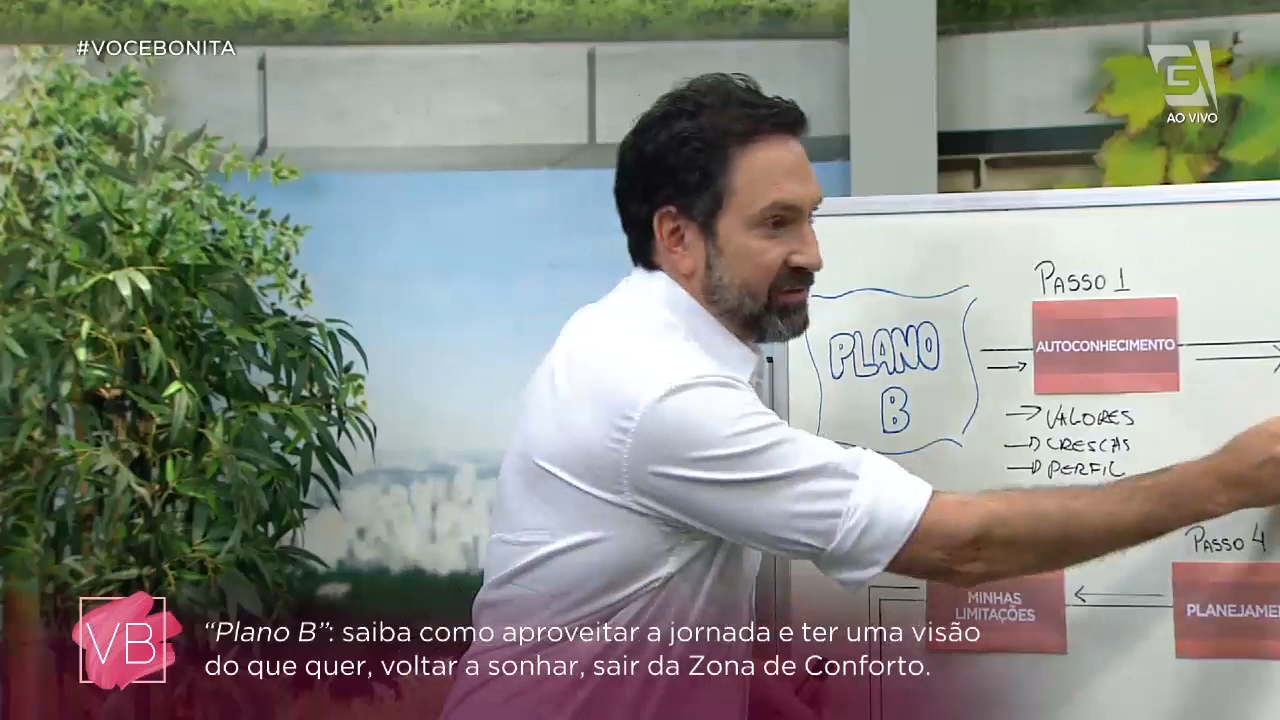 #VOCEBONITA
AO VIVO
PASSO 1
PLANO
B
AUTOCONHECIMENTO
→ VALORES
→ CRESCAS
→ PERFIL
PASSO 4
MINHAS
LIMITAÇÕES
PLANEJAME
VB
“Plano B”: saiba como aproveitar a jornada e ter uma visão
do que quer, voltar a sonhar, sair da Zona de Conforto.